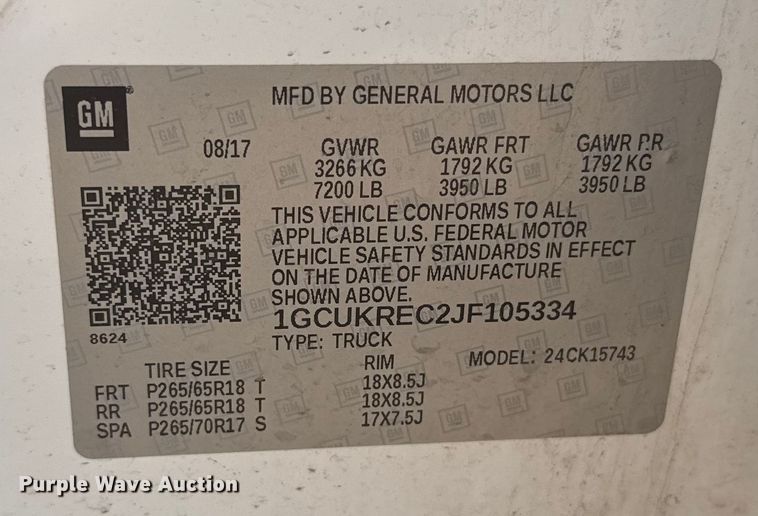 GM
MFD BY GENERAL MOTORS LLC
08/17 GVWR GAWR FRT GAWR RR
3266 KG 1792 KG 1792 KG
7200 LB 3950 LB 3950 LB
THIS VEHICLE CONFORMS TO ALL
APPLICABLE U.S. FEDERAL MOTOR
VEHICLE SAFETY STANDARDS IN EFFECT
ON THE DATE OF MANUFACTURE
SHOWN ABOVE.
1GCUKREC2JF105334
8624
TYPE: TRUCK MODEL: 24CK15743
TIRE SIZE RIM
FRT P265/65R18 T 18X8.5J
RR P265/65R18 T 18X8.5J
SPA P265/70R17 S 17X7.5J
Purple Wave Auction